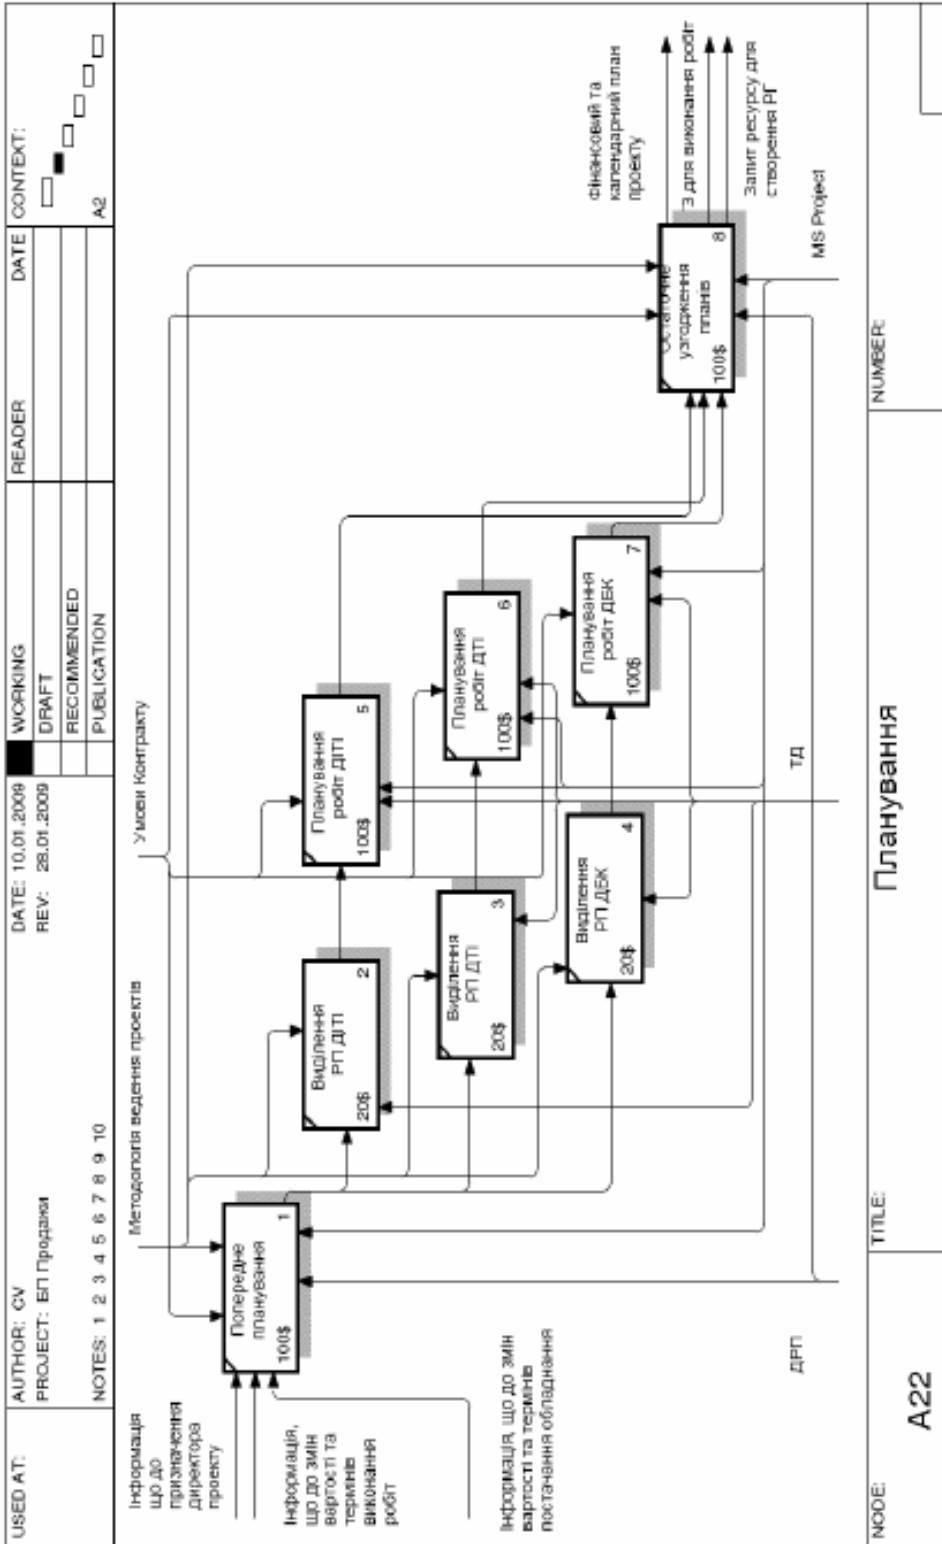 USED AT:
AUTHOR: CV
PROJECT: БП Продажи
NOTES: 1 2 3 4 5 6 7 8 9 10
DATE: 10.01.2009
REV: 28.01.2009
WORKING
DRAFT
RECOMMENDED
PUBLICATION
READER
DATE
CONTEXT:
A2
Методологія ведення проектів
Умови Контракту
Інформація
що до
призначення
директора
проекту
Інформація,
що до змін
вартості та
термінів
виконання
робіт
Інформація, що до змін
вартості та термінів
постачання обладнання
Попереднє
планування
100$
1
Виділення
РП ДІТІ
20$
2
Виділення
РП ДТІ
20$
3
Виділення
РП ДБК
20$
4
Планування
робіт ДІТІ
100$
5
Планування
робіт ДТІ
100$
6
Планування
робіт ДБК
100$
7
Остаточне
узгодження
планів
100$
8
Фінансовий та
календарний план
проекту
З для виконання робіт
Запит ресурсу для
створення РГ
ДРП
ТД
MS Project
NODE:
A22
TITLE:
Планування
NUMBER: